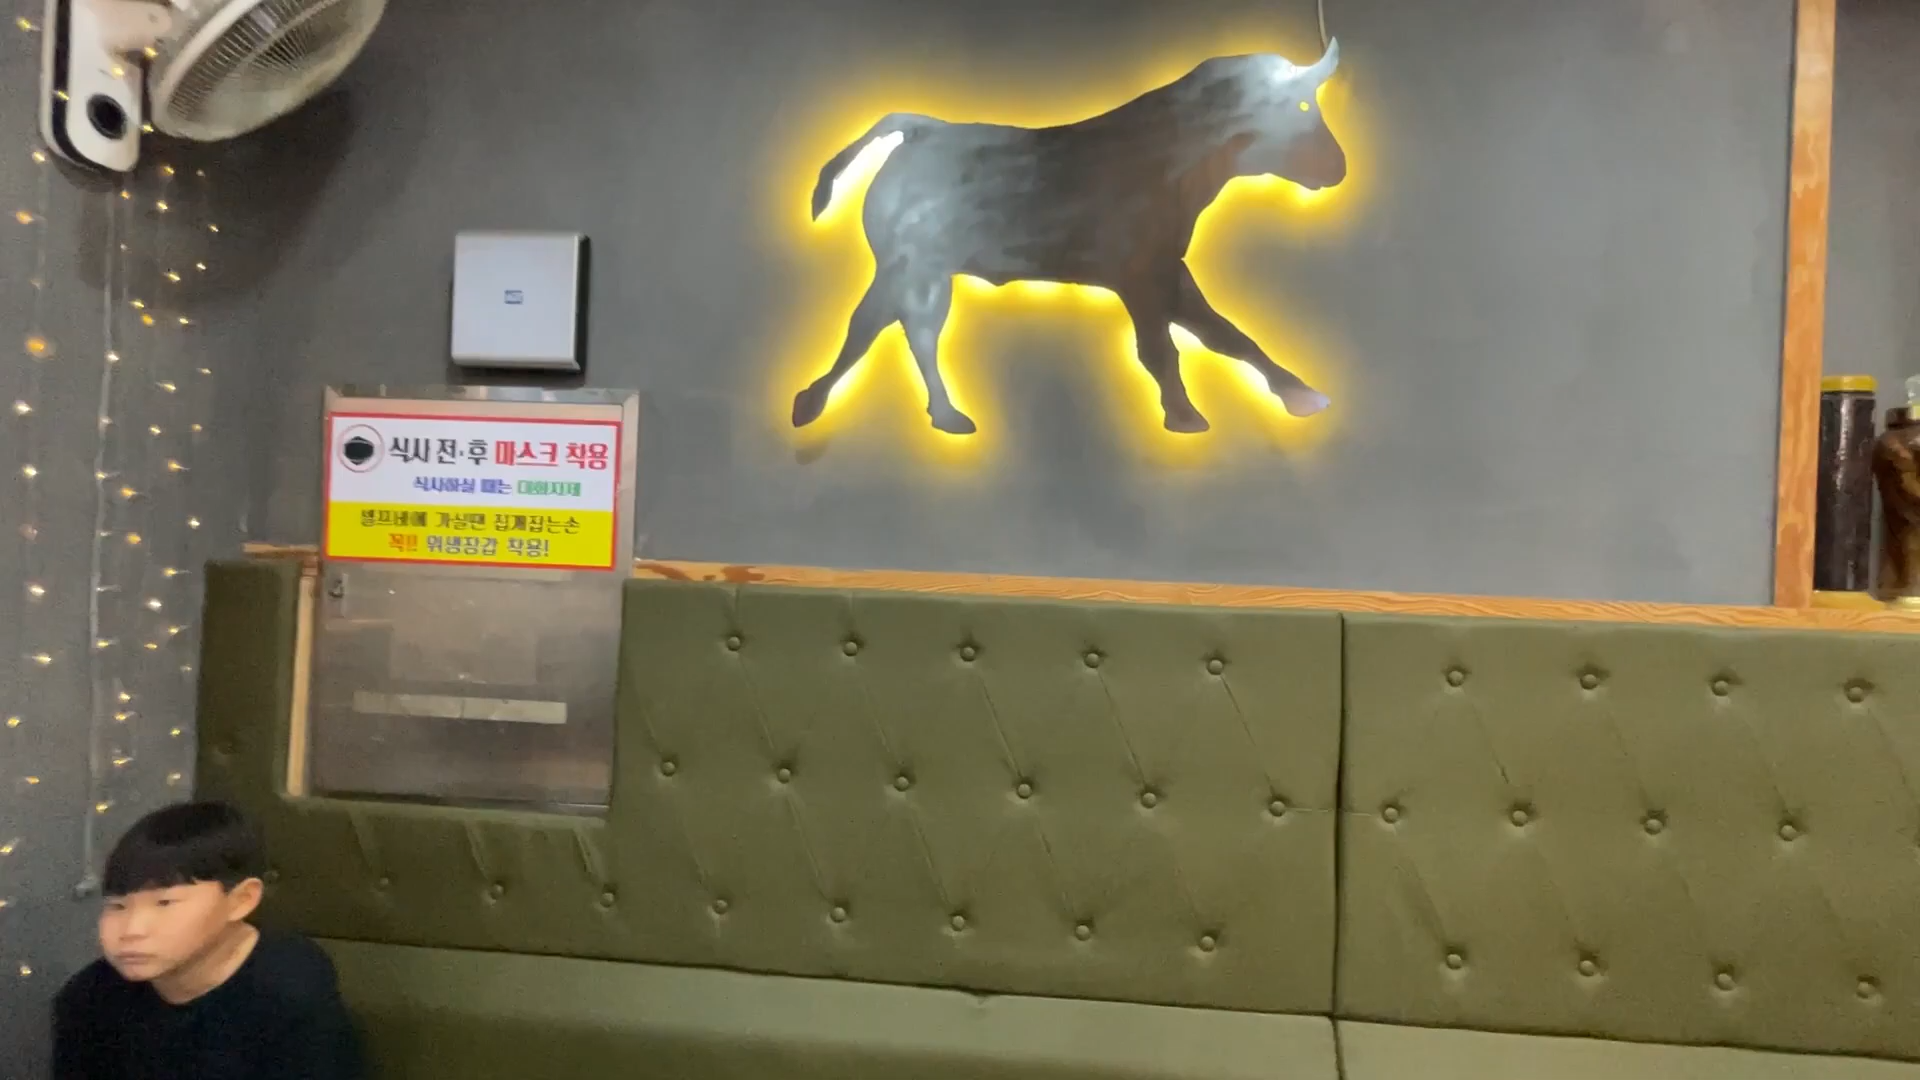 식사 전·후 마스크 착용
식사하실 때는 대화자제
셀프바에 가실땐 집게잡는손
꼭!! 위생장갑 착용!